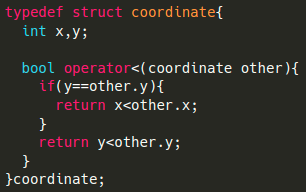 typedef struct coordinate{
  int x,y;

  bool operator<(coordinate other){
    if(y==other.y){
      return x<other.x;
    }
    return y<other.y;
  }
}coordinate;